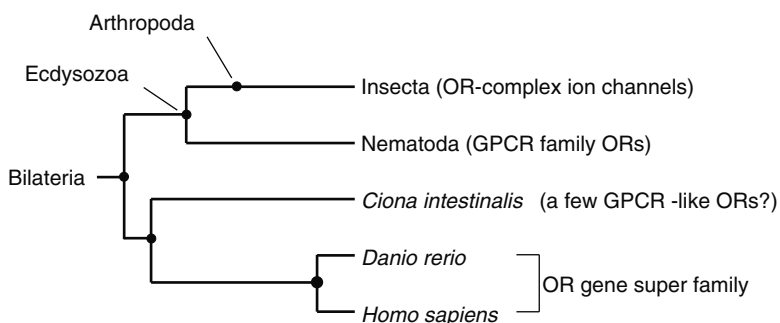 Arthropoda
Ecdysozoa
Insecta (OR-complex ion channels)
Nematoda (GPCR family ORs)
Bilateria
Ciona intestinalis (a few GPCR -like ORs?)
Danio rerio
OR gene super family
Homo sapiens